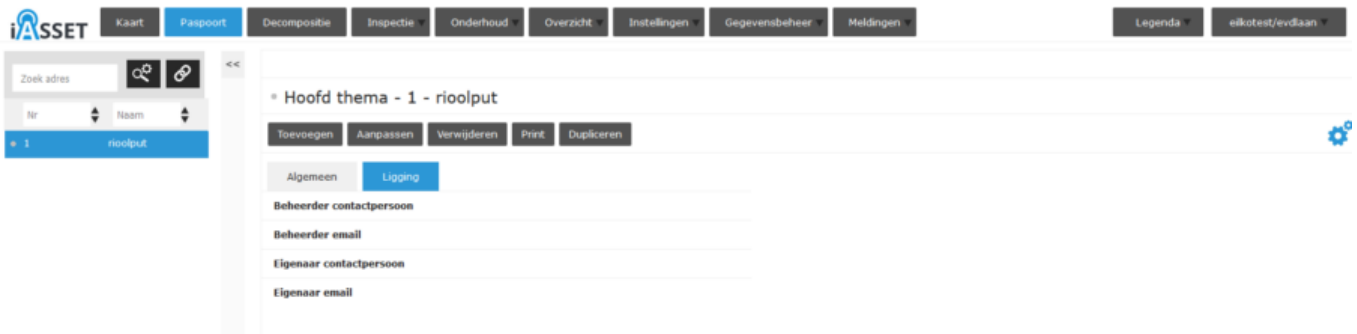 iASSET Kaart Paspoort Decompositie Inspectie Onderhoud Overzicht Instellingen Gegevensbeheer Meldingen Legenda eilkotest/evdlaan
Zoek adres <<
Nr Naam
1 rioolput
Hoofd thema - 1 - rioolput
Toevoegen Aanpassen Verwijderen Print Dupliceren
Algemeen Ligging
Beheerder contactpersoon
Beheerder email
Eigenaar contactpersoon
Eigenaar email